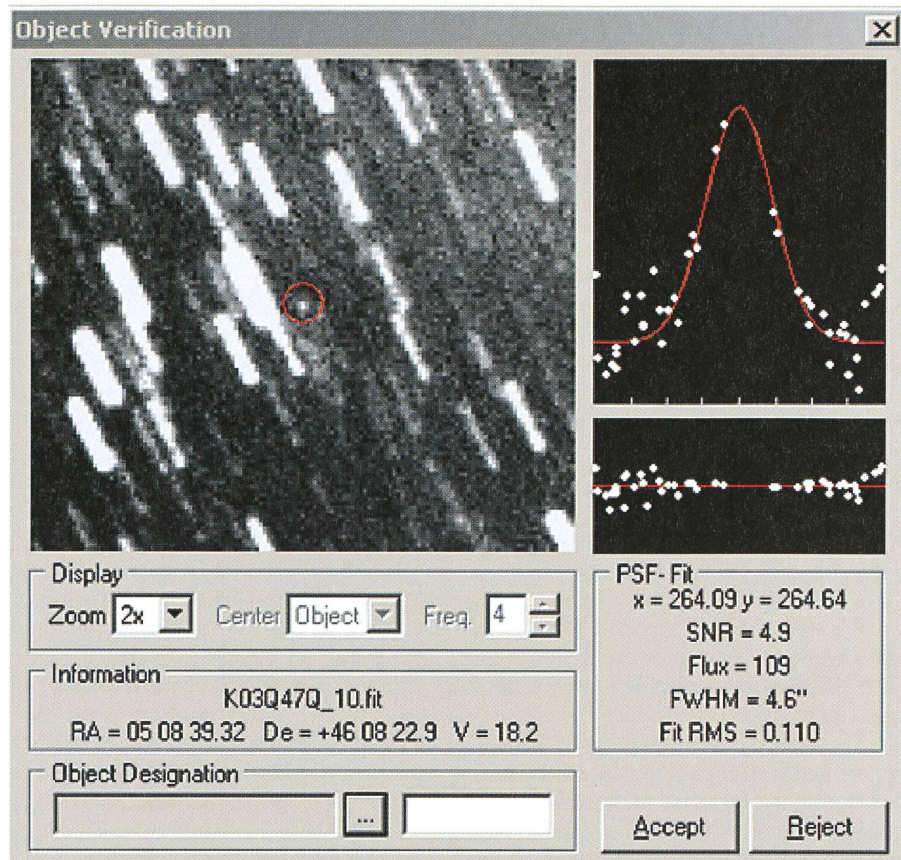 Object Verification
Display
Zoom 2x Center Object Freq. 4
Information
K03Q47Q_10.fit
RA = 05 08 39.32 De = +46 08 22.9 V = 18.2
Object Designation
...
PSF-Fit
x = 264.09 y = 264.64
SNR = 4.9
Flux = 109
FWHM = 4.6"
Fit RMS = 0.110
Accept Reject